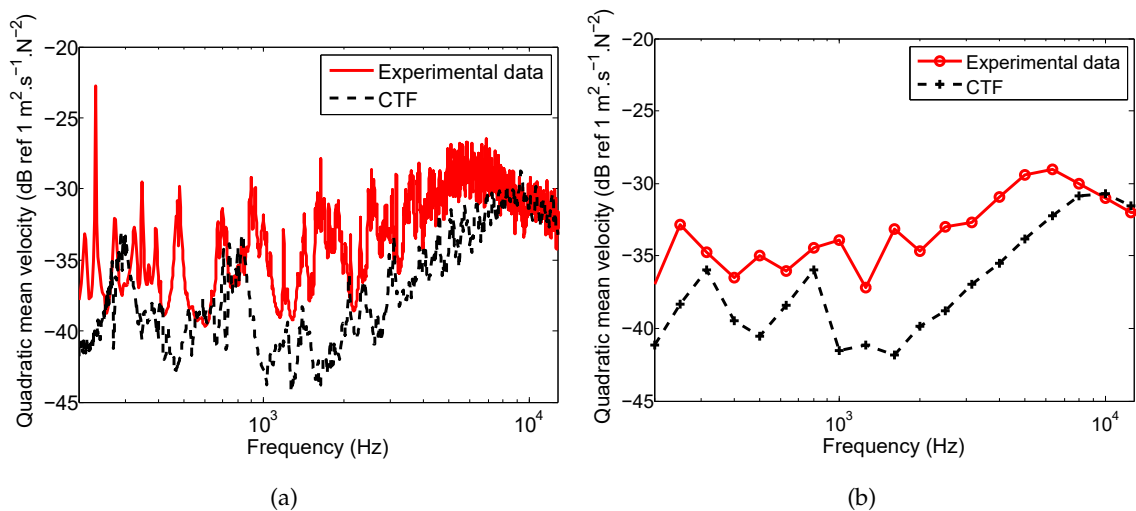 Quadratic mean velocity (dB ref 1 m².s⁻¹.N⁻²)
−20
−25
−30
−35
−40
−45
10³
10⁴
Frequency (Hz)
Experimental data
CTF
(a)
Quadratic mean velocity (dB ref 1 m².s⁻¹.N⁻²)
−20
−25
−30
−35
−40
−45
10³
10⁴
Frequency (Hz)
Experimental data
CTF
(b)